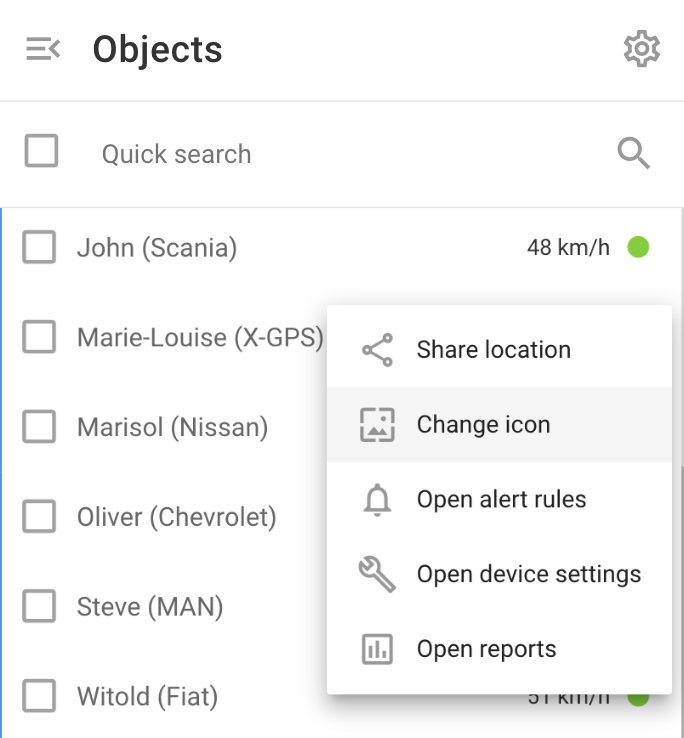 Objects
Quick search
John (Scania) 48 km/h
Marie-Louise (X-GPS)
Share location
Marisol (Nissan)
Change icon
Oliver (Chevrolet)
Open alert rules
Steve (MAN)
Open device settings
Open reports
Witold (Fiat) 51 km/h